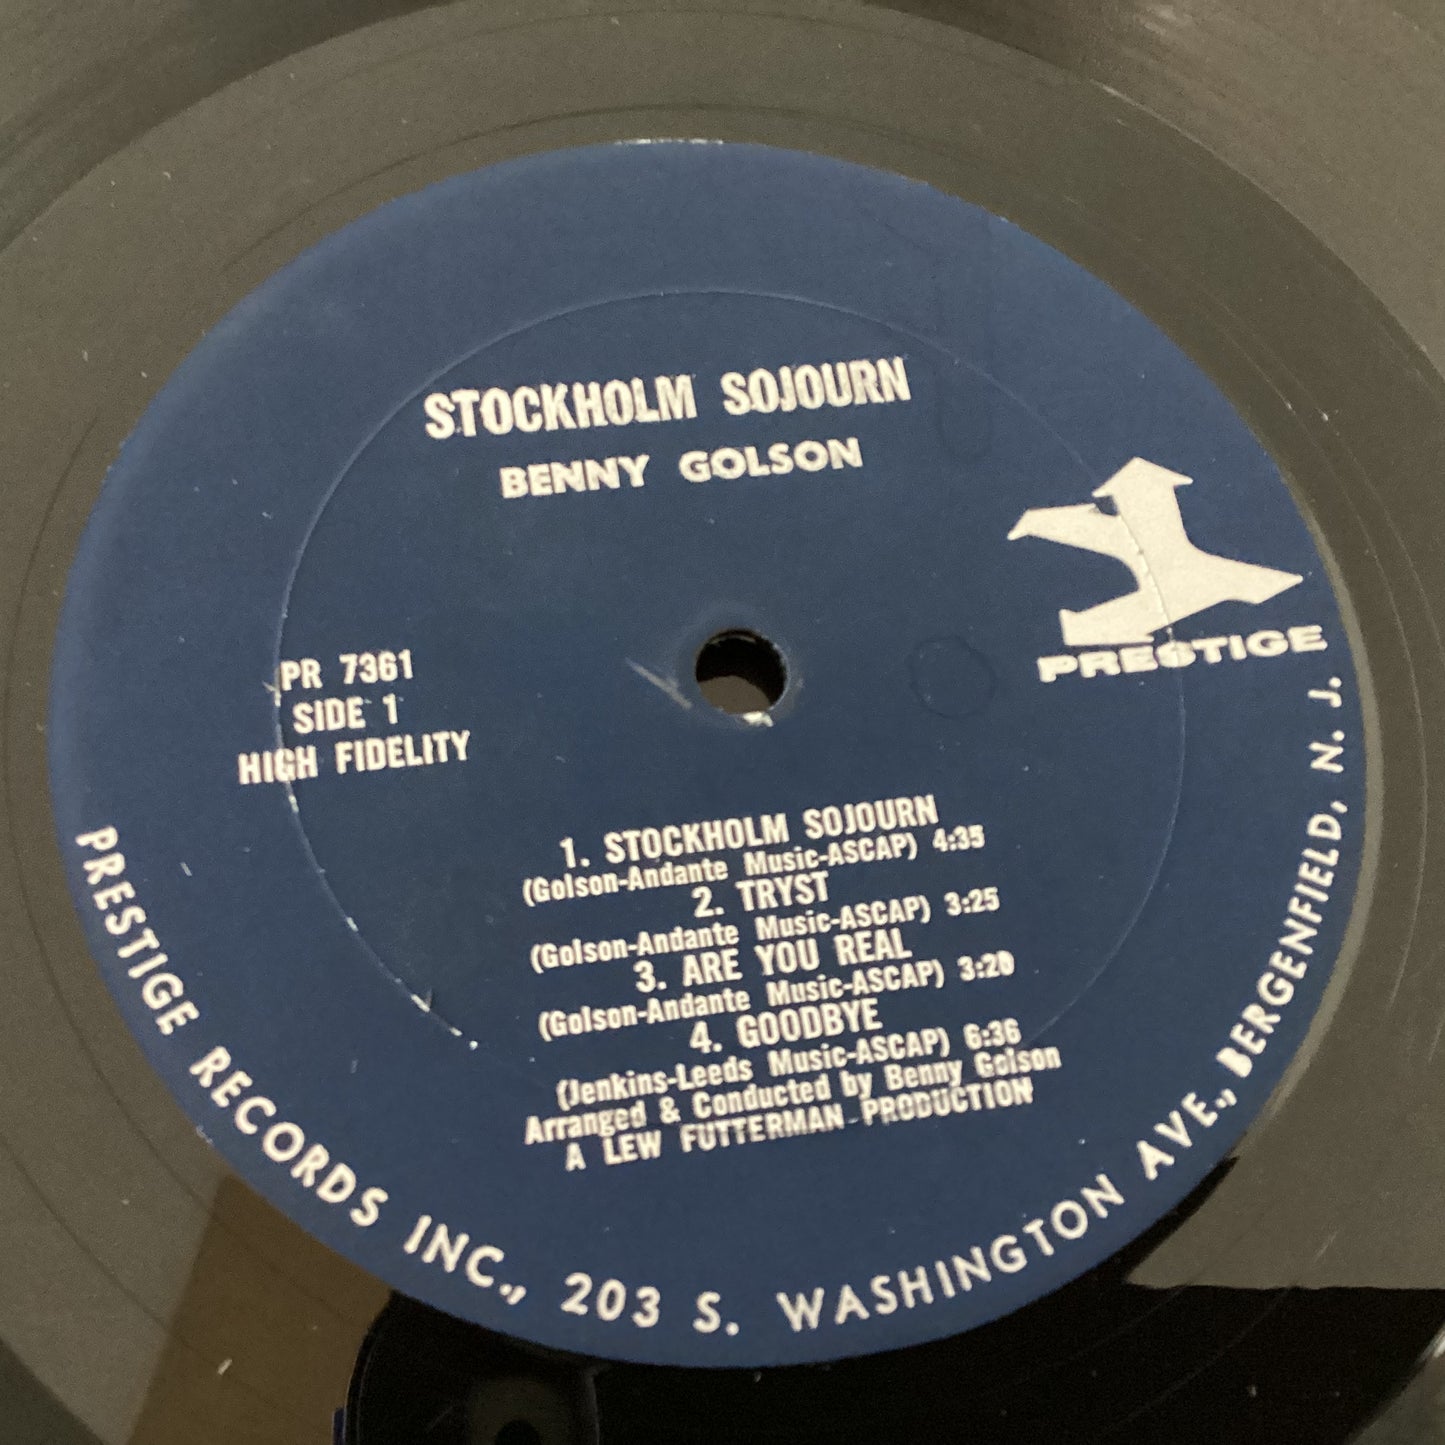 STOCKHOLM SOJOURN
BENNY GOLSON
PRESTIGE
PR 7361
SIDE 1
HIGH FIDELITY
1. STOCKHOLM SOJOURN
(Golson-Andante Music-ASCAP) 4:35
2. TRYST
(Golson-Andante Music-ASCAP) 3:25
3. ARE YOU REAL
(Golson-Andante Music-ASCAP) 3:20
4. GOODBYE
(Jenkins-Leeds Music-ASCAP) 6:36
Arranged & Conducted by Benny Golson
A LEW FUTTERMAN PRODUCTION
PRESTIGE RECORDS INC., 203 S. WASHINGTON AVE., BERGENFIELD, N. J.